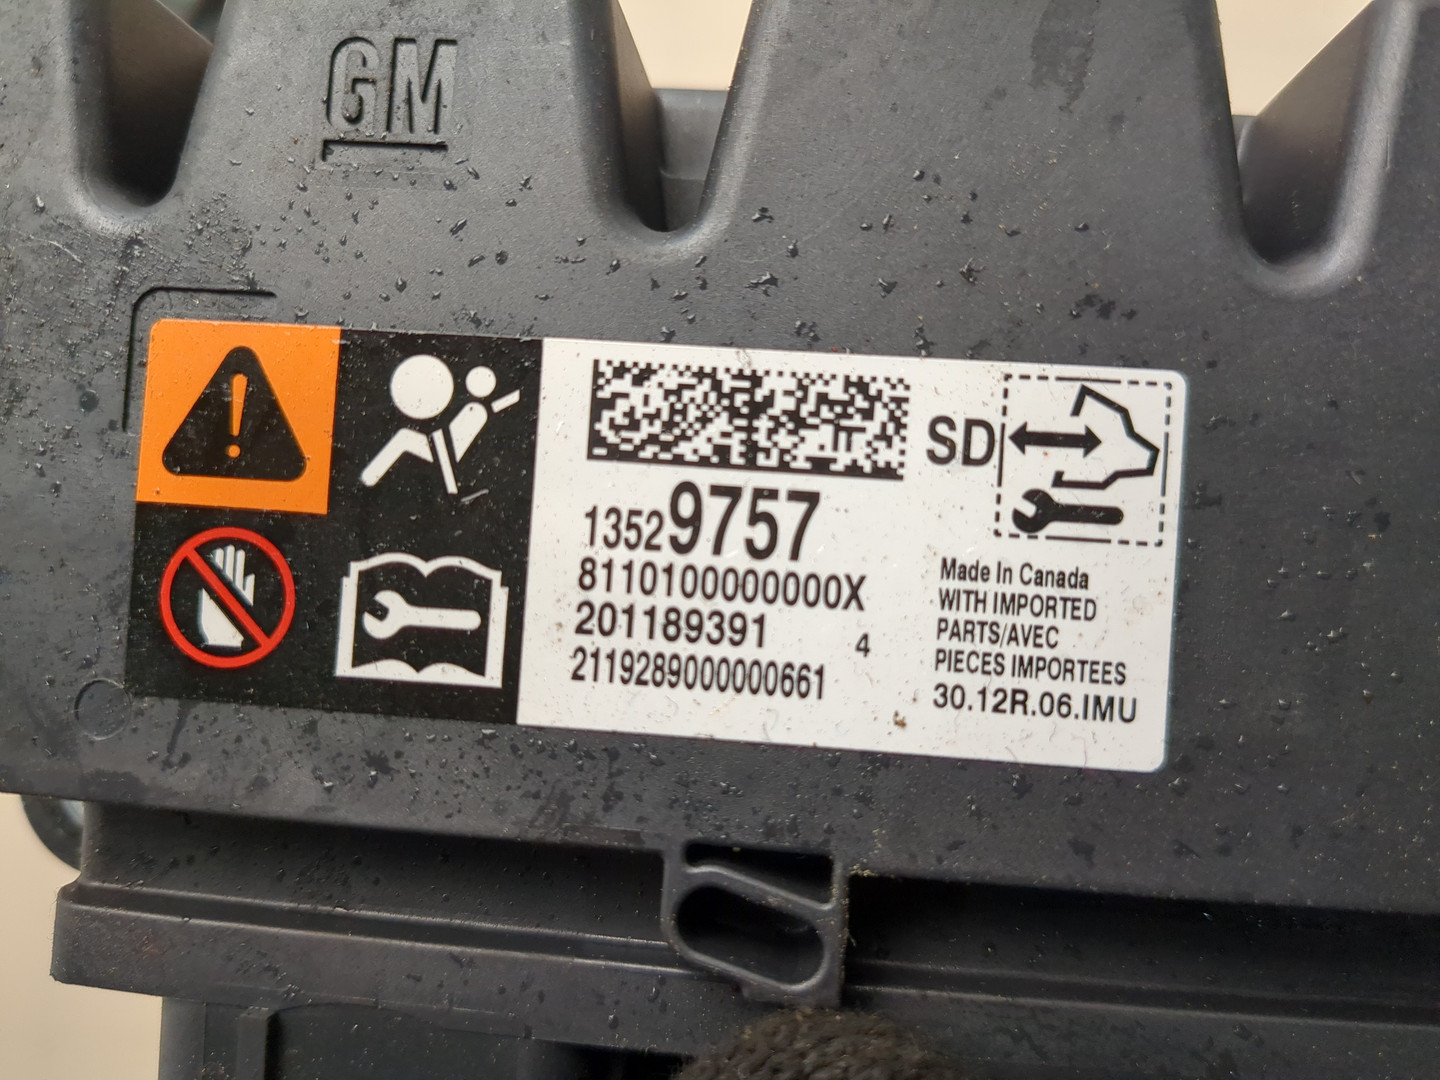 GM
SD
13529757
8110100000000X
201189391
4
2119289000000661
Made In Canada
WITH IMPORTED
PARTS/AVEC
PIECES IMPORTEES
30.12R.06.IMU